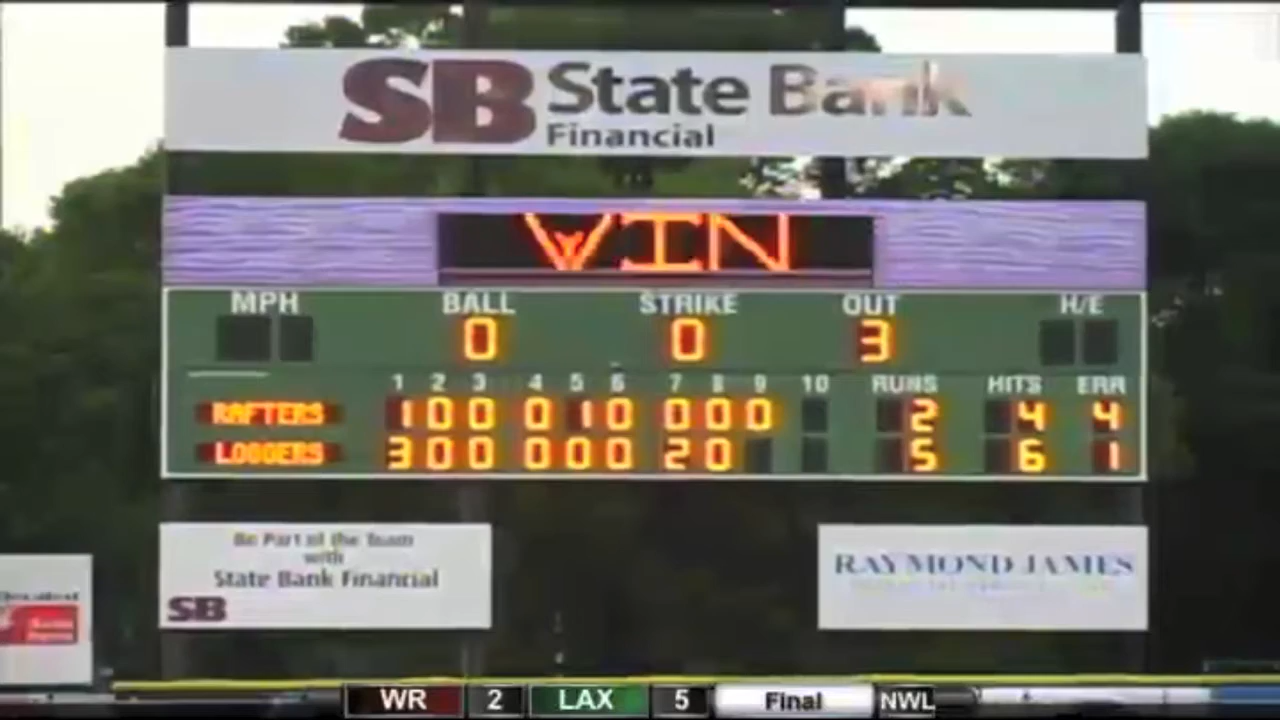 SB State Bank
Financial
WIN
MPH BALL STRIKE OUT H/E
0 0 3
1 2 3 4 5 6 7 8 9 10 RUNS HITS ERR
RAFTERS 1 0 0 0 1 0 0 0 0 2 4 4
LOGGERS 3 0 0 0 0 0 2 0 5 6 1
Be Part of the Team
with
State Bank Financial
SB
RAYMOND JAMES
WR 2 LAX 5 Final NWL